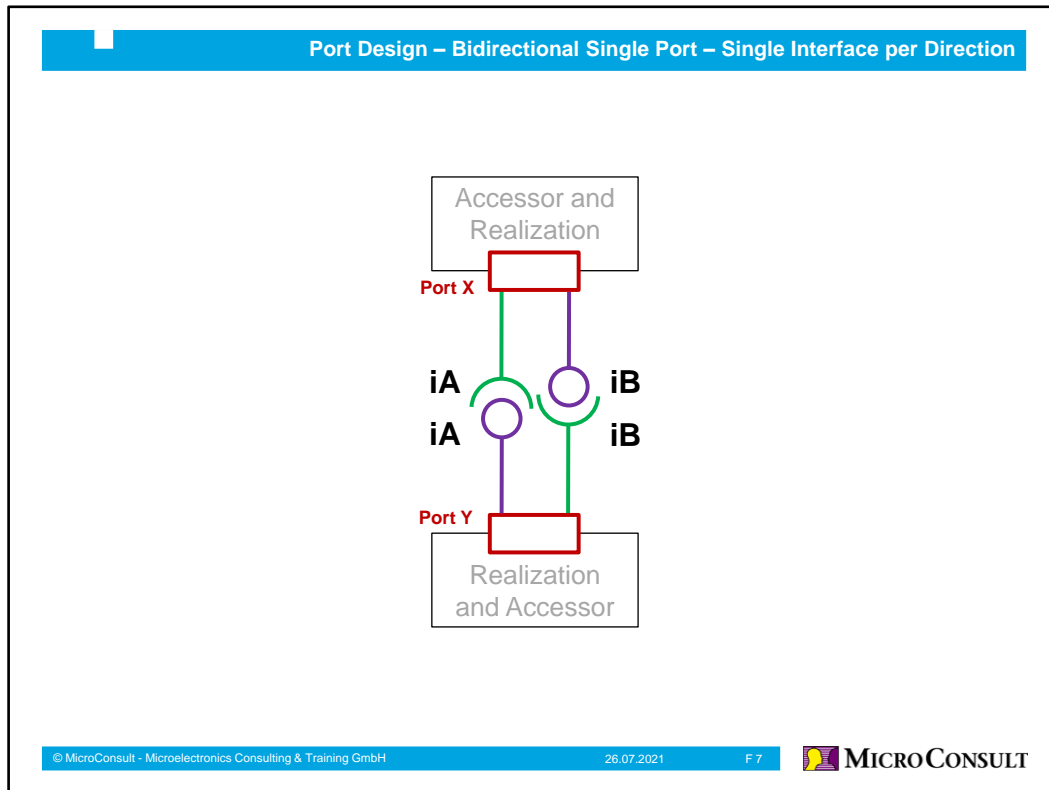 Port Design – Bidirectional Single Port – Single Interface per Direction
Accessor and
Realization
Port X
iA
iB
iA
iB
Port Y
Realization
and Accessor
© MicroConsult - Microelectronics Consulting & Training GmbH
26.07.2021
F 7
MICROCONSULT